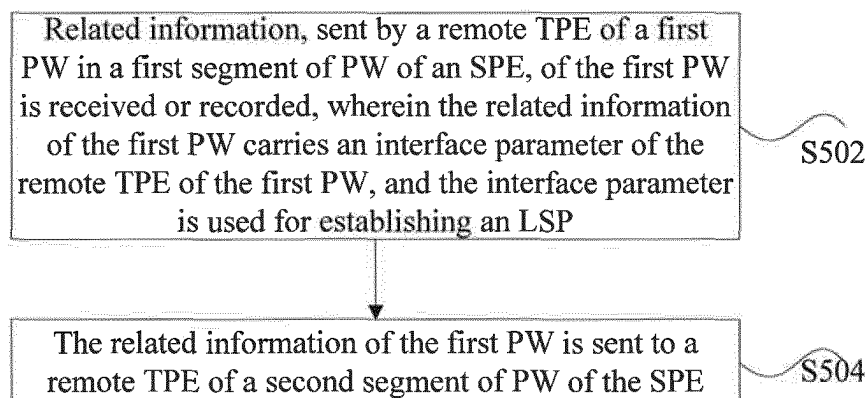 Related information, sent by a remote TPE of a first
PW in a first segment of PW of an SPE, of the first PW
is received or recorded, wherein the related information
of the first PW carries an interface parameter of the
remote TPE of the first PW, and the interface parameter
is used for establishing an LSP
S502
The related information of the first PW is sent to a
remote TPE of a second segment of PW of the SPE
S504